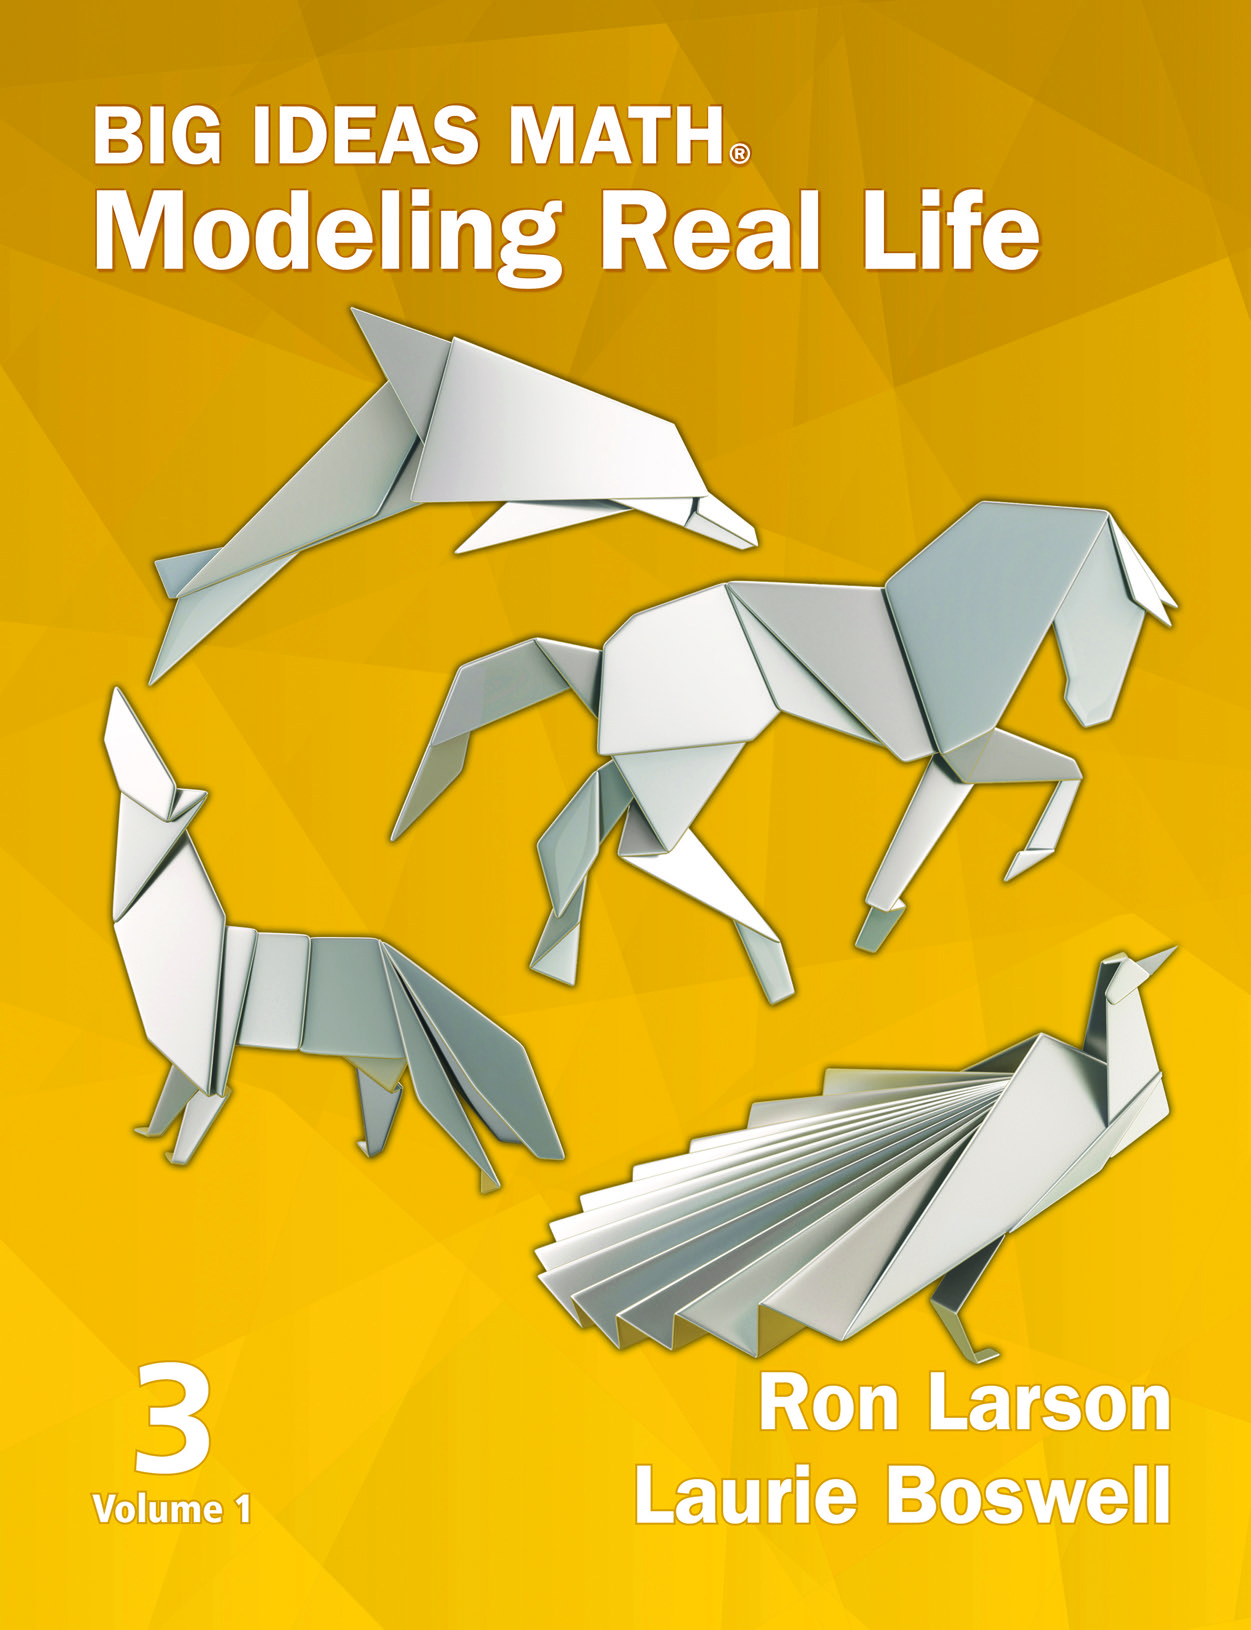 BIG IDEAS MATH®
Modeling Real Life
3
Volume 1
Ron Larson
Laurie Boswell